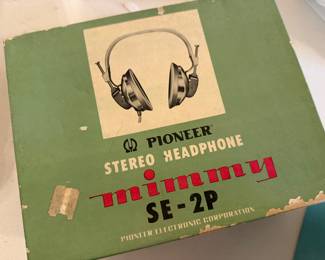 PIONEER
STEREO HEADPHONE
mimmy
SE-2P
PIONEER ELECTRONIC CORPORATION